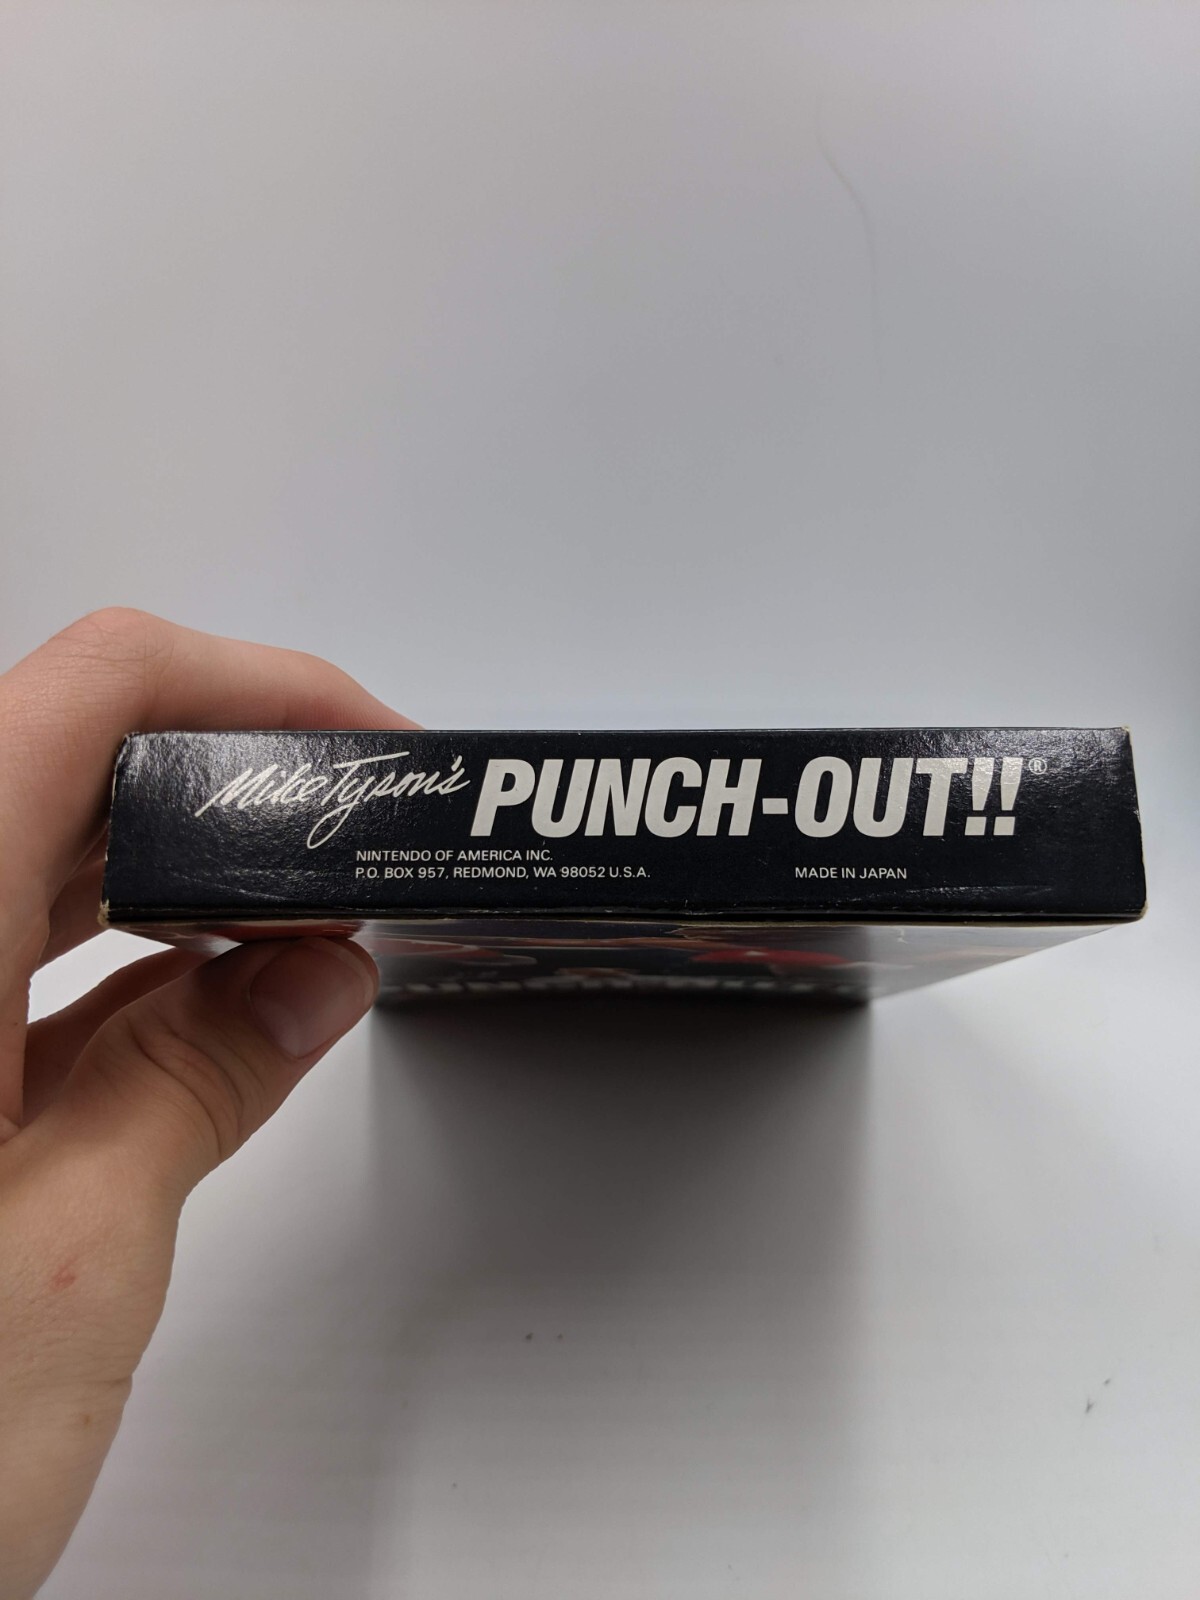 Mike Tyson's PUNCH-OUT!!®
NINTENDO OF AMERICA INC.
P.O. BOX 957, REDMOND, WA 98052 U.S.A.
MADE IN JAPAN